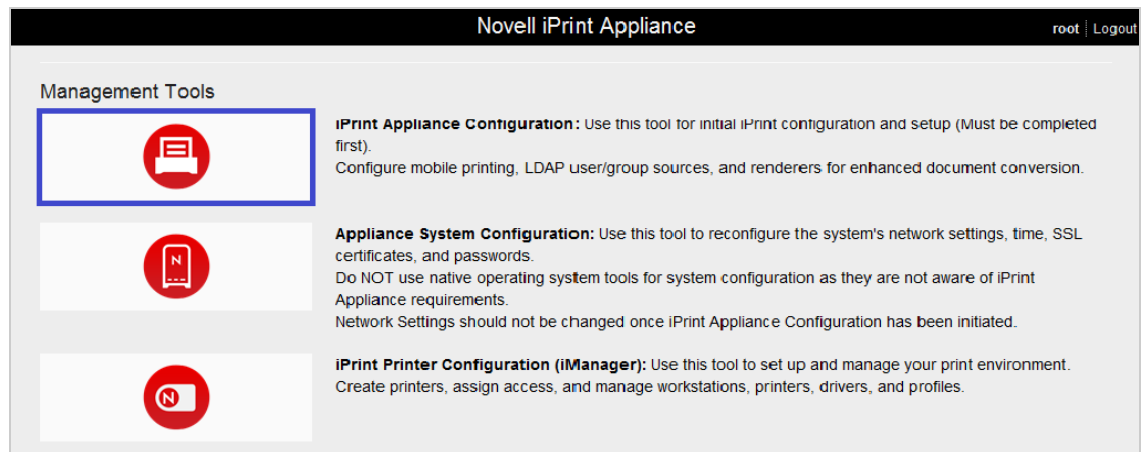 Novell iPrint Appliance
root Logout
Management Tools
iPrint Appliance Configuration: Use this tool for initial iPrint configuration and setup (Must be completed
first).
Configure mobile printing, LDAP user/group sources, and renderers for enhanced document conversion.
N
Appliance System Configuration: Use this tool to reconfigure the system's network settings, time, SSL
certificates, and passwords.
Do NOT use native operating system tools for system configuration as they are not aware of iPrint
Appliance requirements.
Network Settings should not be changed once iPrint Appliance Configuration has been initiated.
N
iPrint Printer Configuration (iManager): Use this tool to set up and manage your print environment.
Create printers, assign access, and manage workstations, printers, drivers, and profiles.